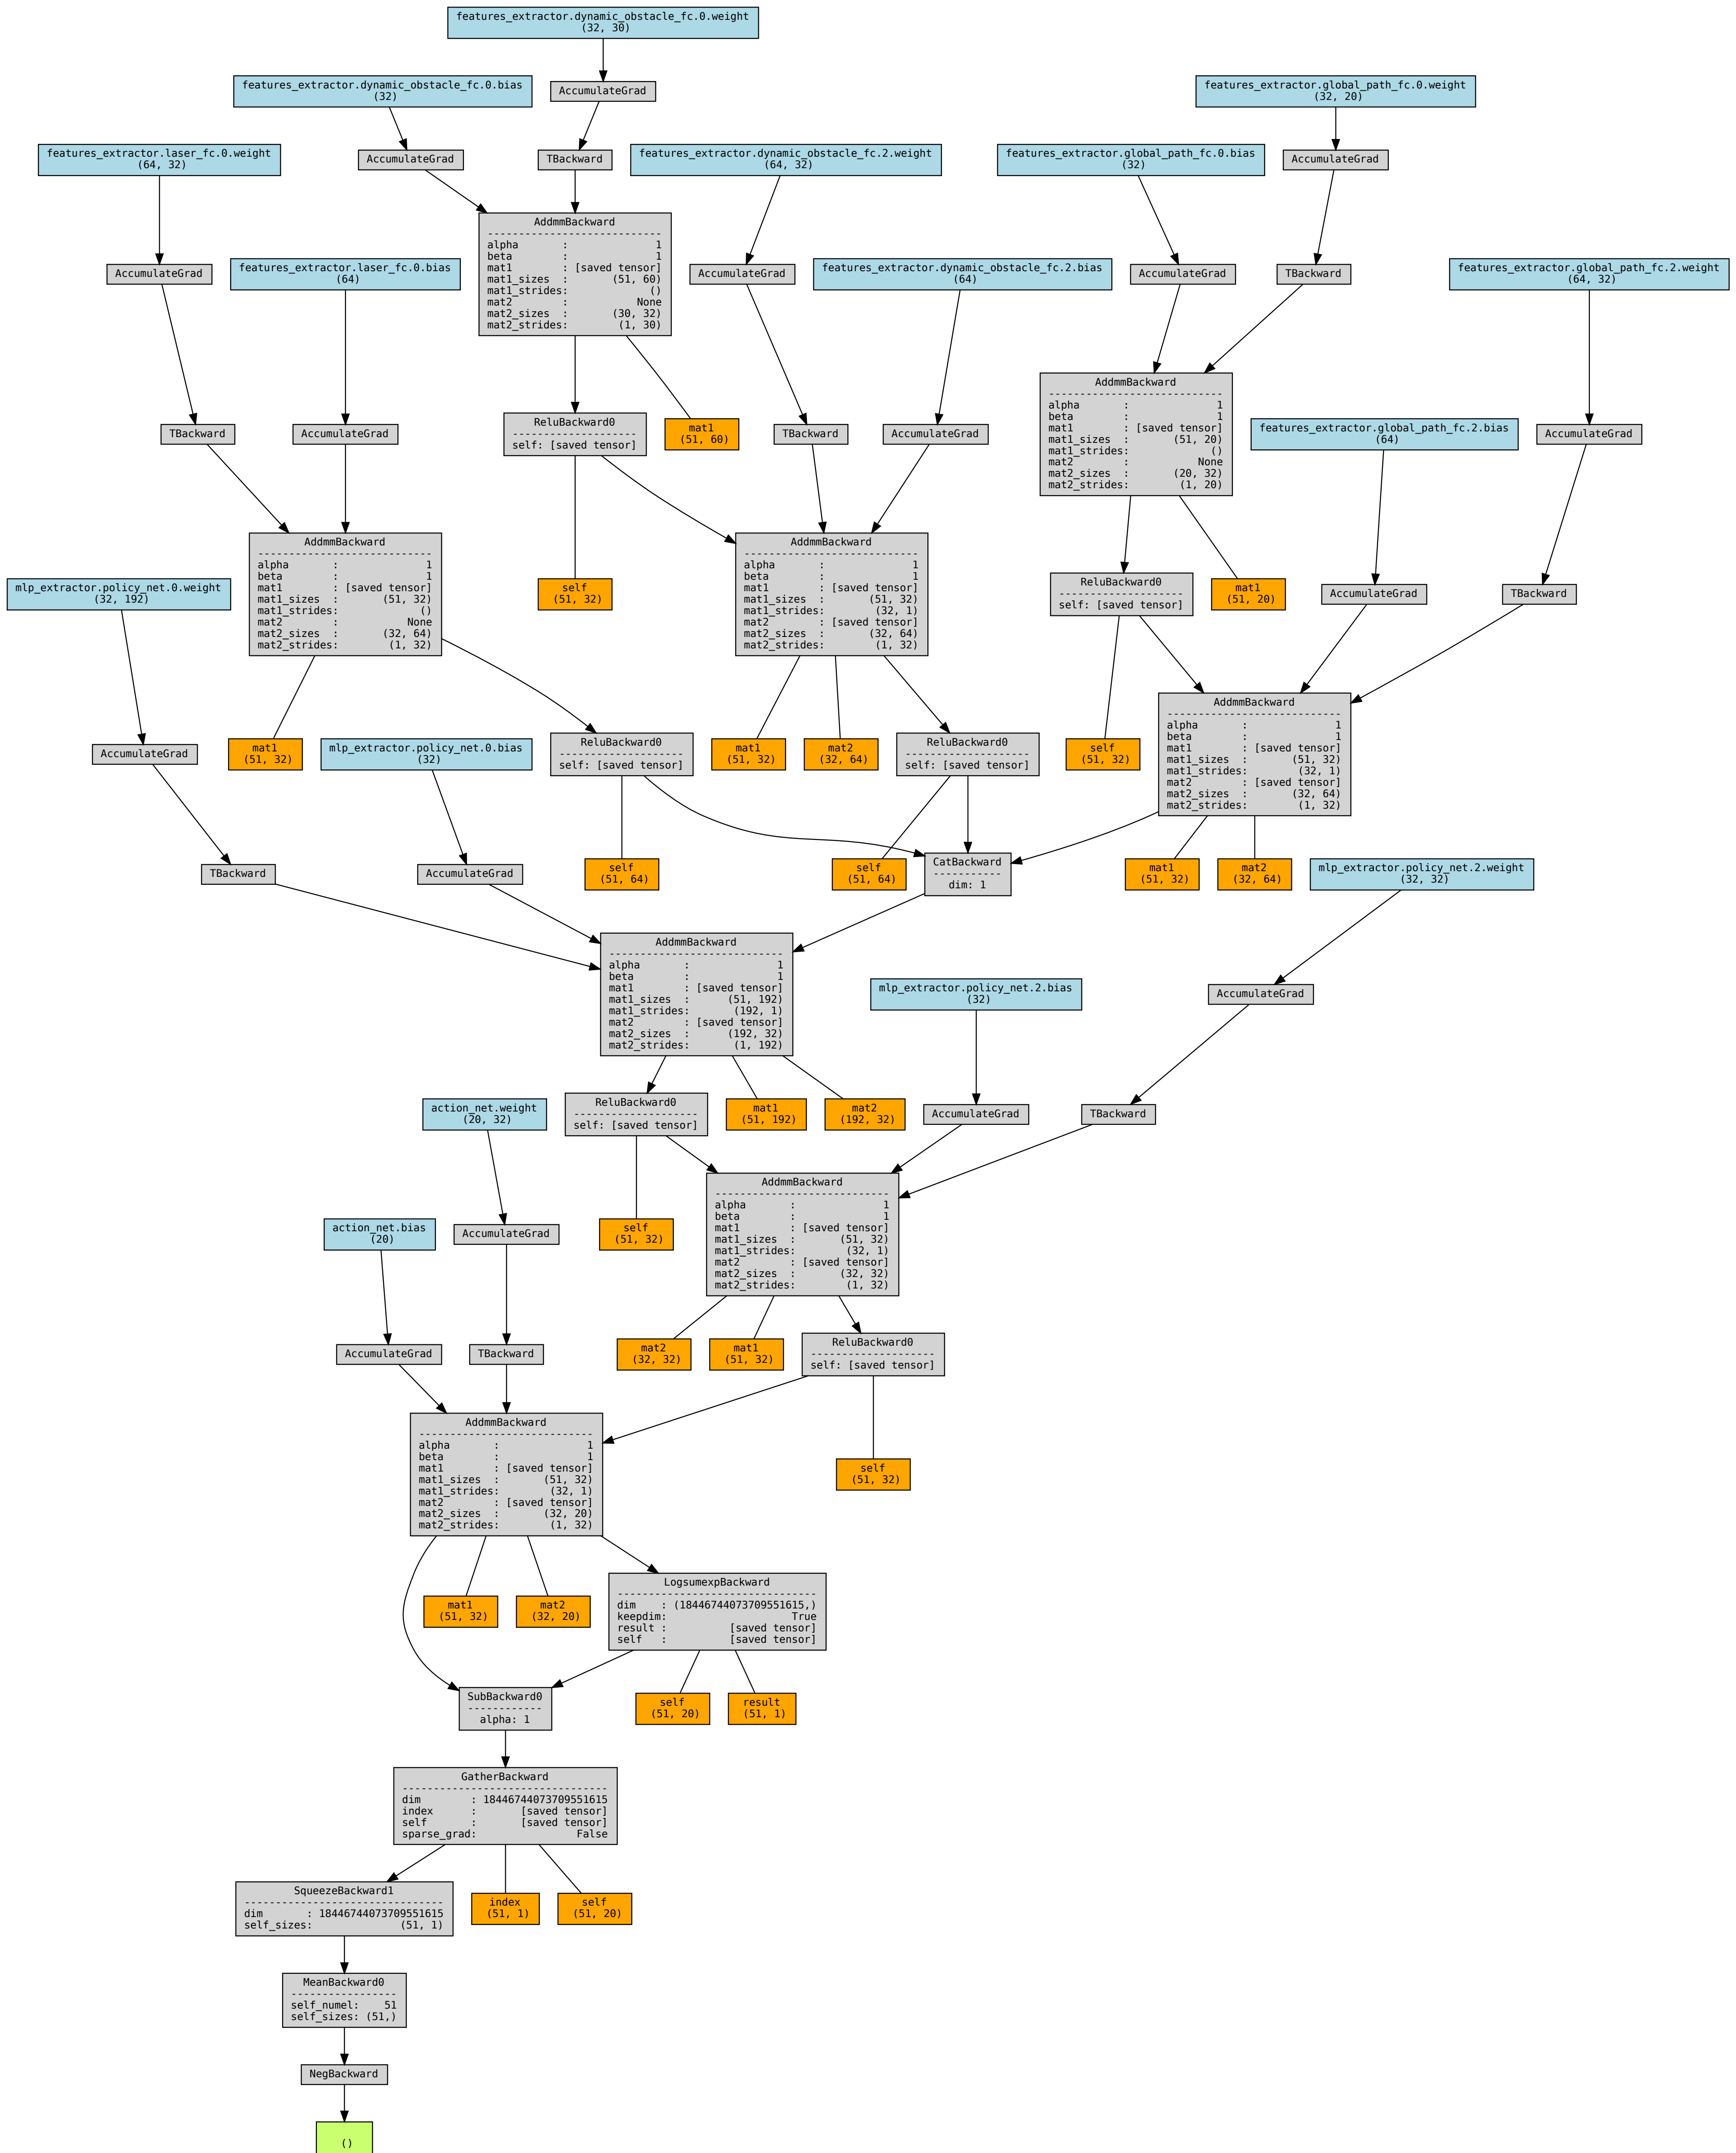 features_extractor.dynamic_obstacle_fc.0.weight
(32, 30)
features_extractor.dynamic_obstacle_fc.0.bias
(32)
AccumulateGrad
features_extractor.global_path_fc.0.weight
(32, 20)
features_extractor.laser_fc.0.weight
(64, 32)
AccumulateGrad
TBackward
features_extractor.dynamic_obstacle_fc.2.weight
(64, 32)
features_extractor.global_path_fc.0.bias
(32)
AccumulateGrad
AddmmBackward
----------------------------
alpha       :              1
beta        :              1
mat1        : [saved tensor]
mat1_sizes  :       (51, 60)
mat1_strides:             ()
mat2        :           None
mat2_sizes  :       (30, 32)
mat2_strides:        (1, 30)
AccumulateGrad
features_extractor.laser_fc.0.bias
(64)
AccumulateGrad
features_extractor.dynamic_obstacle_fc.2.bias
(64)
AccumulateGrad
TBackward
features_extractor.global_path_fc.2.weight
(64, 32)
AddmmBackward
----------------------------
alpha       :              1
beta        :              1
mat1        : [saved tensor]
mat1_sizes  :       (51, 20)
mat1_strides:             ()
mat2        :           None
mat2_sizes  :       (20, 32)
mat2_strides:        (1, 20)
TBackward
AccumulateGrad
ReluBackward0
--------------------
self: [saved tensor]
mat1
(51, 60)
TBackward
AccumulateGrad
features_extractor.global_path_fc.2.bias
(64)
AccumulateGrad
mlp_extractor.policy_net.0.weight
(32, 192)
AddmmBackward
----------------------------
alpha       :              1
beta        :              1
mat1        : [saved tensor]
mat1_sizes  :       (51, 32)
mat1_strides:             ()
mat2        :           None
mat2_sizes  :       (32, 64)
mat2_strides:        (1, 32)
self
(51, 32)
AddmmBackward
----------------------------
alpha       :              1
beta        :              1
mat1        : [saved tensor]
mat1_sizes  :       (51, 32)
mat1_strides:        (32, 1)
mat2        : [saved tensor]
mat2_sizes  :       (32, 64)
mat2_strides:        (1, 32)
ReluBackward0
--------------------
self: [saved tensor]
mat1
(51, 20)
AccumulateGrad
TBackward
AccumulateGrad
mat1
(51, 32)
mlp_extractor.policy_net.0.bias
(32)
ReluBackward0
--------------------
self: [saved tensor]
mat1
(51, 32)
mat2
(32, 64)
ReluBackward0
--------------------
self: [saved tensor]
self
(51, 32)
AddmmBackward
----------------------------
alpha       :              1
beta        :              1
mat1        : [saved tensor]
mat1_sizes  :       (51, 32)
mat1_strides:        (32, 1)
mat2        : [saved tensor]
mat2_sizes  :       (32, 64)
mat2_strides:        (1, 32)
TBackward
AccumulateGrad
self
(51, 64)
self
(51, 64)
CatBackward
-----------
dim: 1
mat1
(51, 32)
mat2
(32, 64)
mlp_extractor.policy_net.2.weight
(32, 32)
AddmmBackward
----------------------------
alpha       :              1
beta        :              1
mat1        : [saved tensor]
mat1_sizes  :      (51, 192)
mat1_strides:       (192, 1)
mat2        : [saved tensor]
mat2_sizes  :      (192, 32)
mat2_strides:       (1, 192)
mlp_extractor.policy_net.2.bias
(32)
AccumulateGrad
action_net.weight
(20, 32)
ReluBackward0
--------------------
self: [saved tensor]
mat1
(51, 192)
mat2
(192, 32)
AccumulateGrad
TBackward
action_net.bias
(20)
AccumulateGrad
self
(51, 32)
AddmmBackward
----------------------------
alpha       :              1
beta        :              1
mat1        : [saved tensor]
mat1_sizes  :       (51, 32)
mat1_strides:        (32, 1)
mat2        : [saved tensor]
mat2_sizes  :       (32, 32)
mat2_strides:        (1, 32)
AccumulateGrad
TBackward
mat2
(32, 32)
mat1
(51, 32)
ReluBackward0
--------------------
self: [saved tensor]
AddmmBackward
----------------------------
alpha       :              1
beta        :              1
mat1        : [saved tensor]
mat1_sizes  :       (51, 32)
mat1_strides:        (32, 1)
mat2        : [saved tensor]
mat2_sizes  :       (32, 20)
mat2_strides:        (1, 32)
self
(51, 32)
mat1
(51, 32)
mat2
(32, 20)
LogsumexpBackward
--------------------------------
dim    : (18446744073709551615,)
keepdim:                    True
result :          [saved tensor]
self   :          [saved tensor]
SubBackward0
------------
alpha: 1
self
(51, 20)
result
(51, 1)
GatherBackward
---------------------------------
dim        : 18446744073709551615
index      :       [saved tensor]
self       :       [saved tensor]
sparse_grad:                False
SqueezeBackward1
--------------------------------
dim       : 18446744073709551615
self_sizes:              (51, 1)
index
(51, 1)
self
(51, 20)
MeanBackward0
-----------------
self_numel:    51
self_sizes: (51,)
NegBackward
()